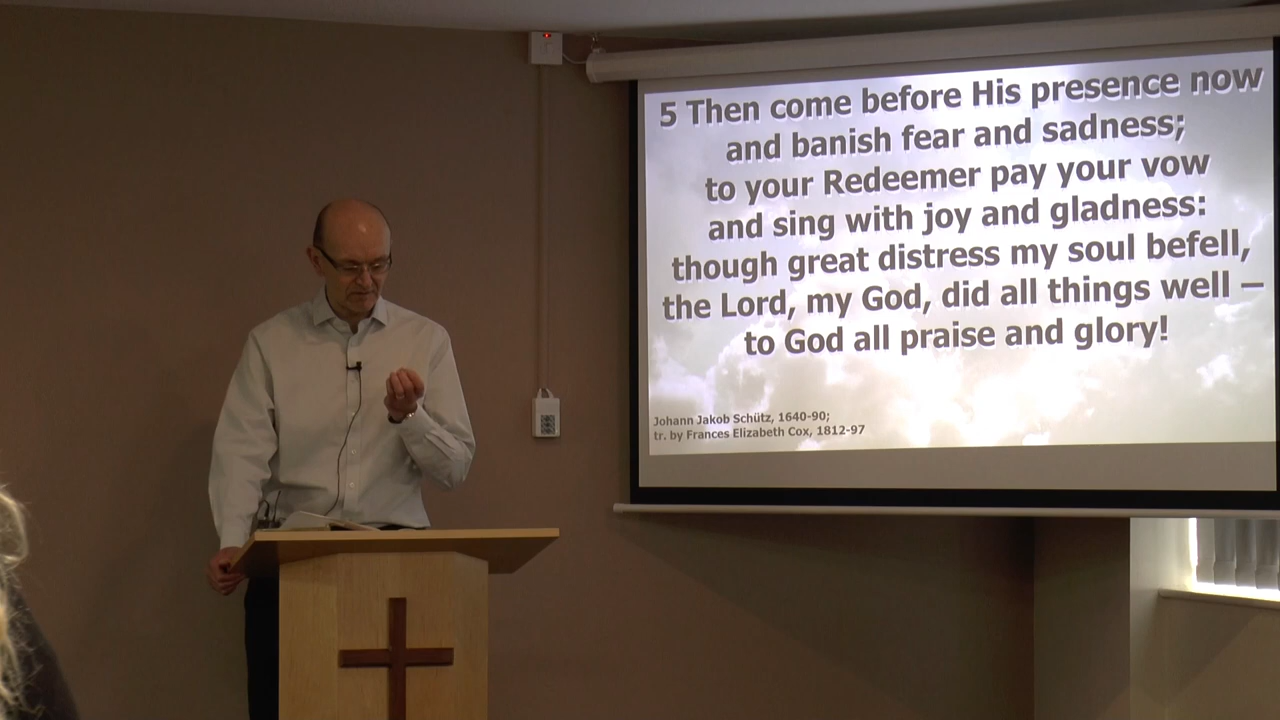 5 Then come before His presence now
and banish fear and sadness;
to your Redeemer pay your vow
and sing with joy and gladness:
though great distress my soul befell,
the Lord, my God, did all things well –
to God all praise and glory!
Johann Jakob Schütz, 1640-90;
tr. by Frances Elizabeth Cox, 1812-97